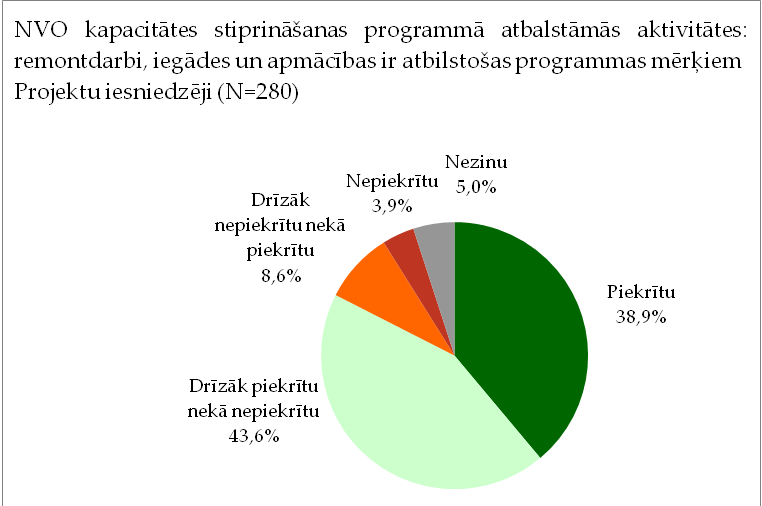 NVO kapacitātes stiprināšanas programmā atbalstāmās aktivitātes:
remontdarbi, iegādes un apmācības ir atbilstošas programmas mērķiem
Projektu iesniedzēji (N=280)
Nezinu
5,0%
Nepiekrītu
3,9%
Drīzāk
nepiekrītu nekā
piekrītu
8,6%
Piekrītu
38,9%
Drīzāk piekrītu
nekā nepiekrītu
43,6%